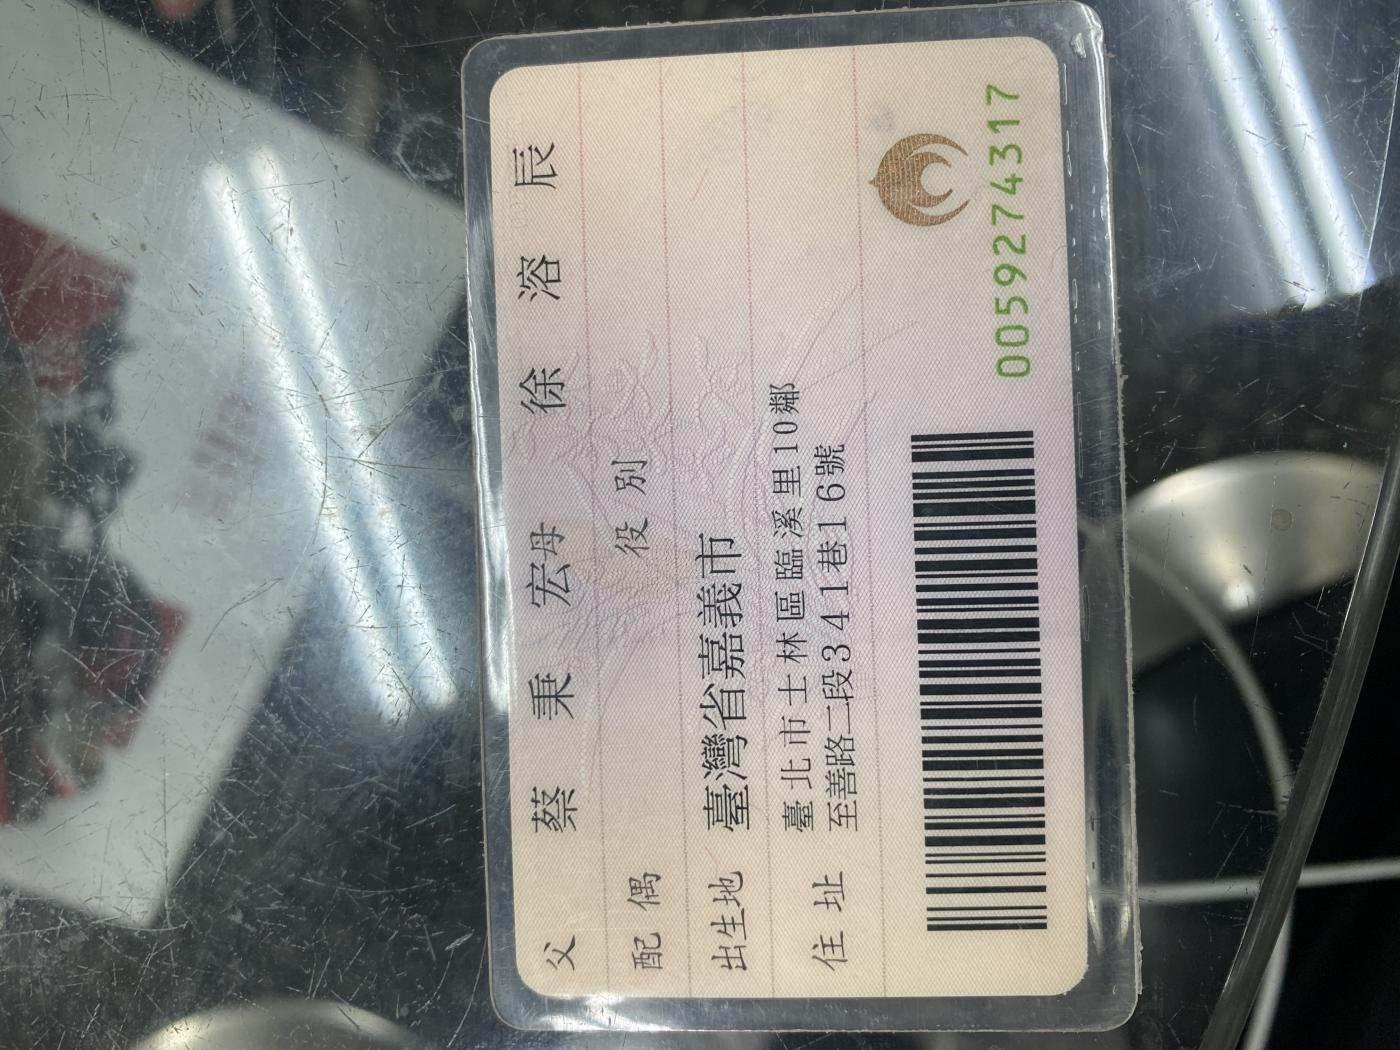 父 蔡秉宏 母 徐溶辰
配偶 役別
出生地 臺灣省嘉義市
住址 臺北市士林區臨溪里10鄰
至善路二段341巷16號
0059274317